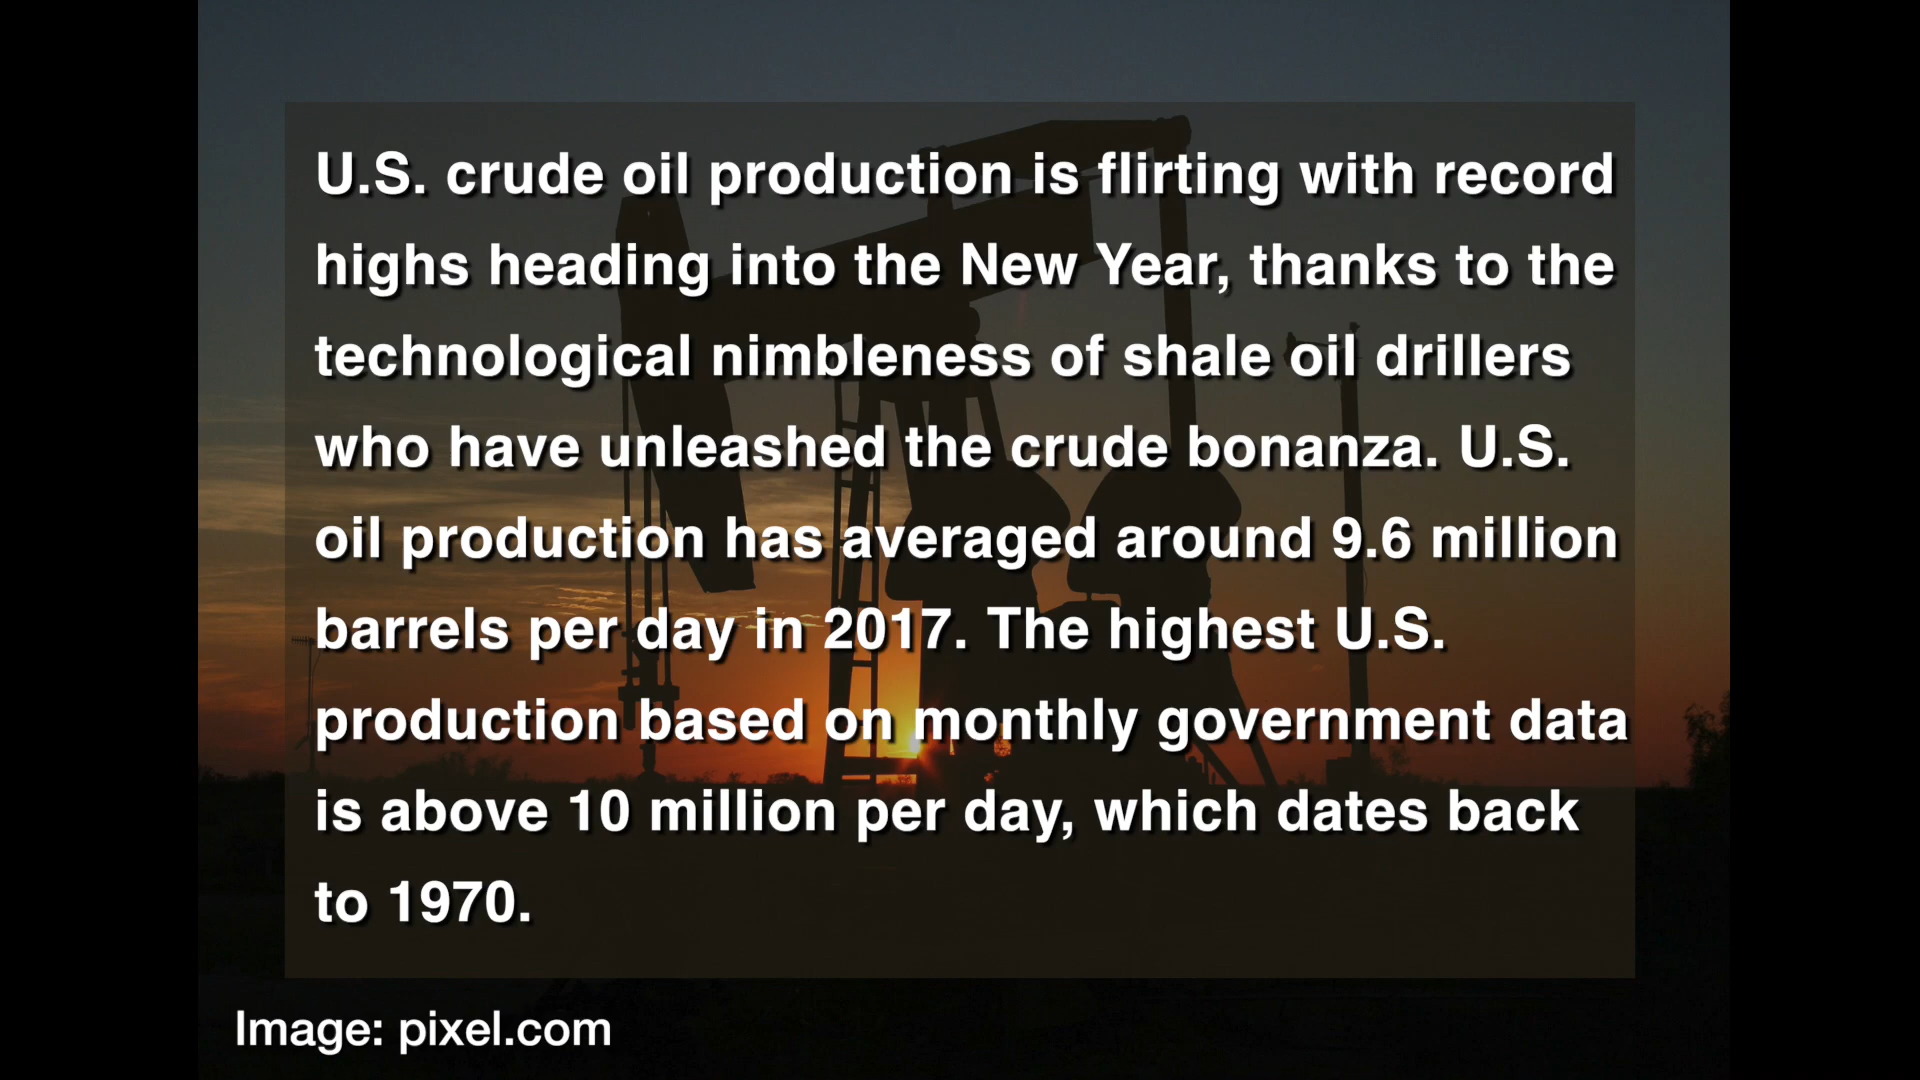 U.S. crude oil production is flirting with record
highs heading into the New Year, thanks to the
technological nimbleness of shale oil drillers
who have unleashed the crude bonanza. U.S.
oil production has averaged around 9.6 million
barrels per day in 2017. The highest U.S.
production based on monthly government data
is above 10 million per day, which dates back
to 1970.
Image: pixel.com